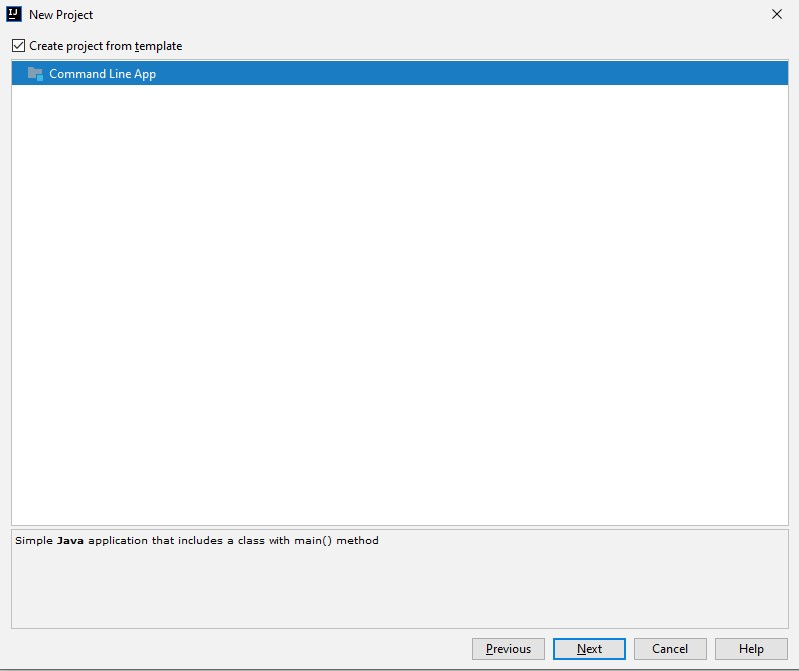 IJ
New Project
Create project from template
Command Line App
Simple Java application that includes a class with main() method
Previous
Next
Cancel
Help